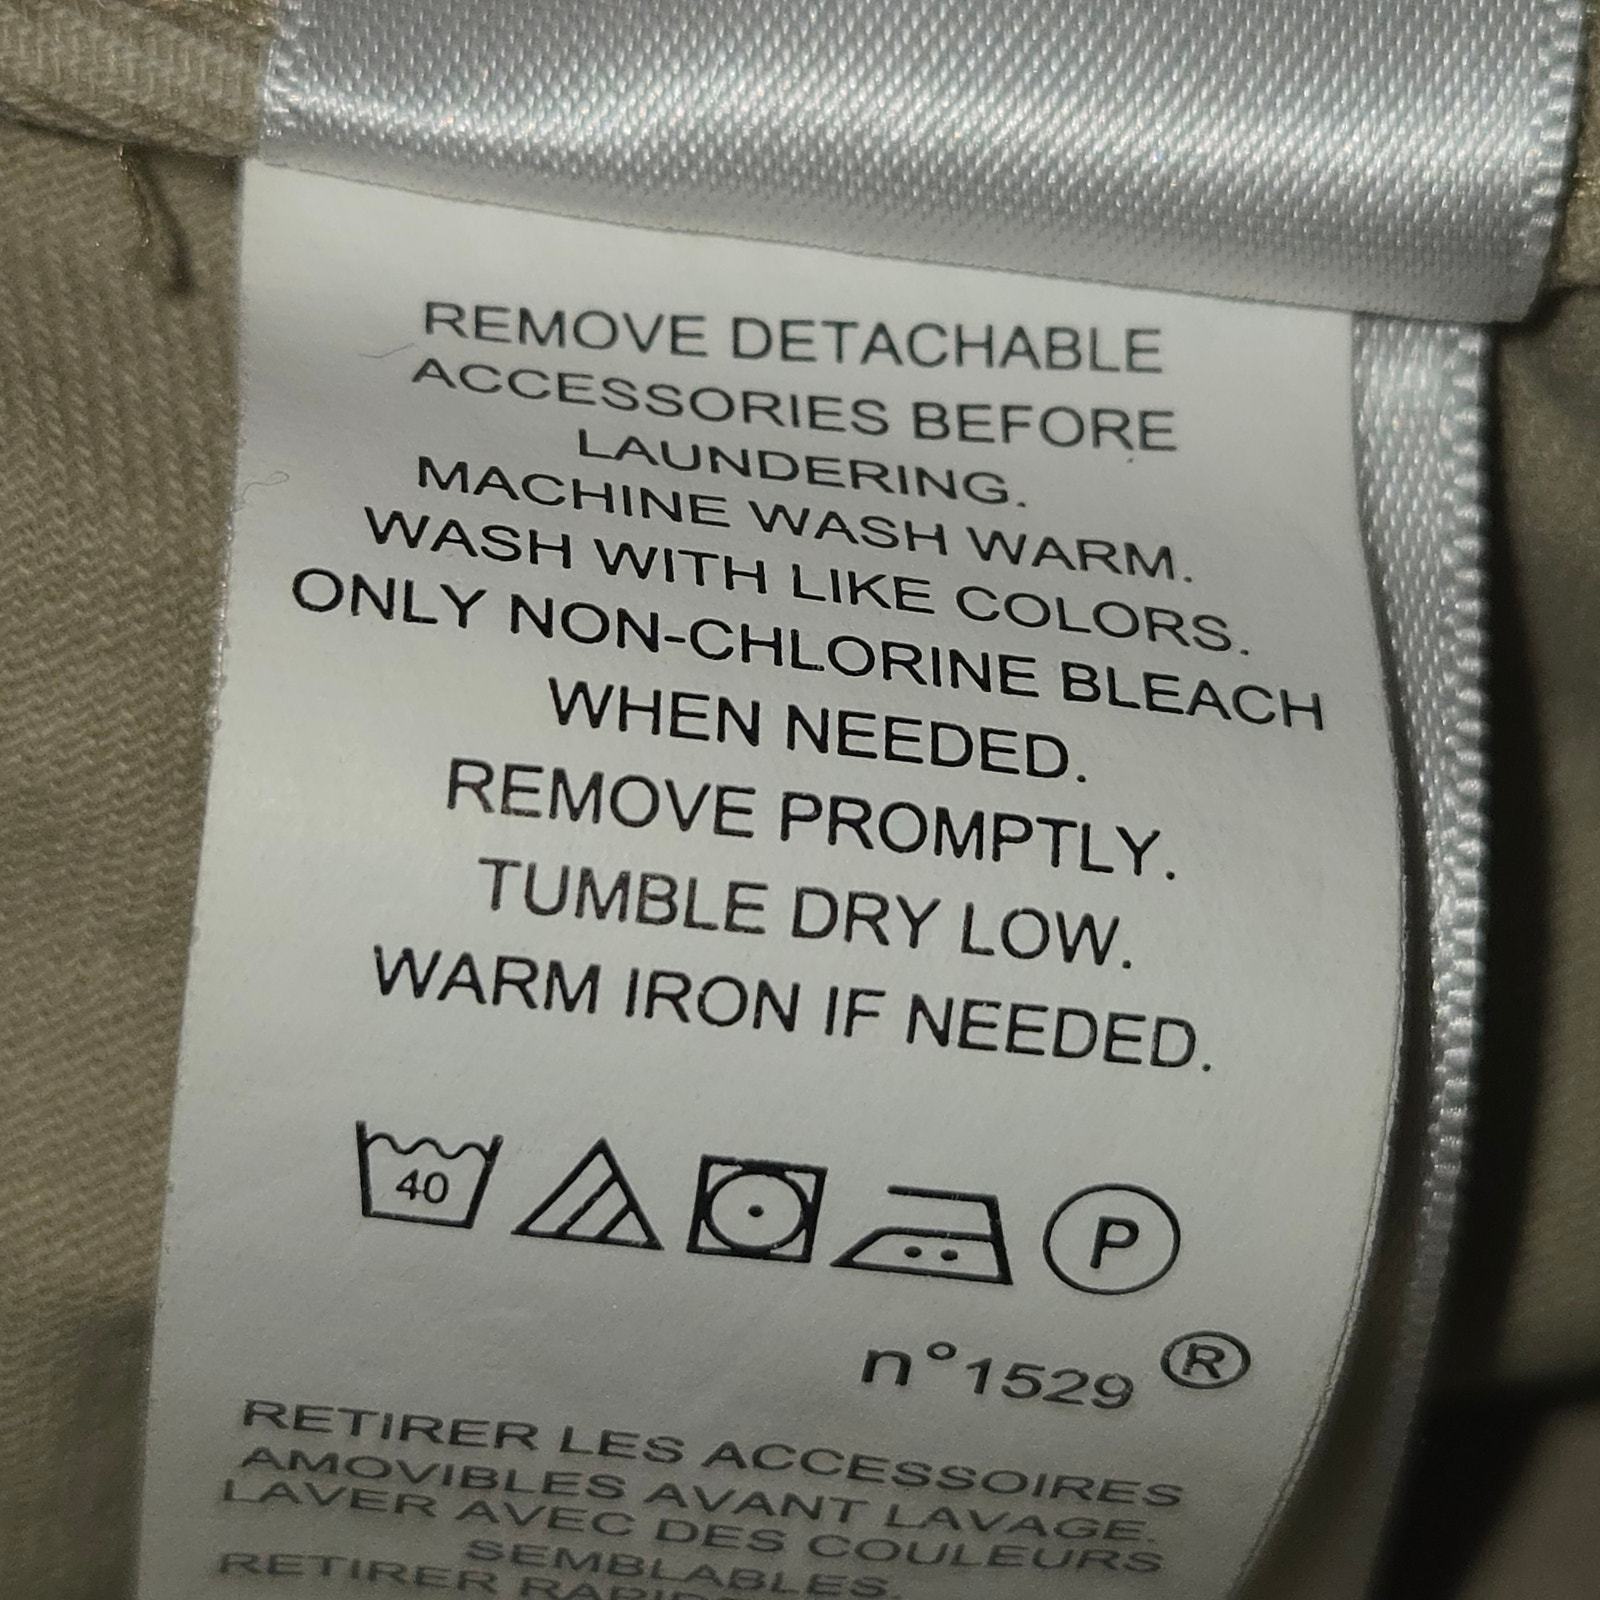 REMOVE DETACHABLE
ACCESSORIES BEFORE
LAUNDERING.
MACHINE WASH WARM.
WASH WITH LIKE COLORS.
ONLY NON-CHLORINE BLEACH
WHEN NEEDED.
REMOVE PROMPTLY.
TUMBLE DRY LOW.
WARM IRON IF NEEDED.
40
P
n°1529 ®
RETIRER LES ACCESSOIRES
AMOVIBLES AVANT LAVAGE.
LAVER AVEC DES COULEURS
SEMBLABLES.
RETIRER